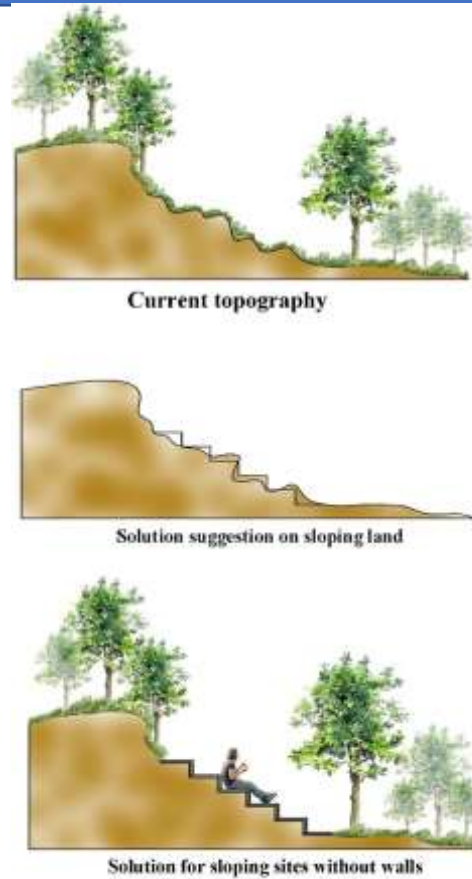 Current topography
Solution suggestion on sloping land
Solution for sloping sites without walls